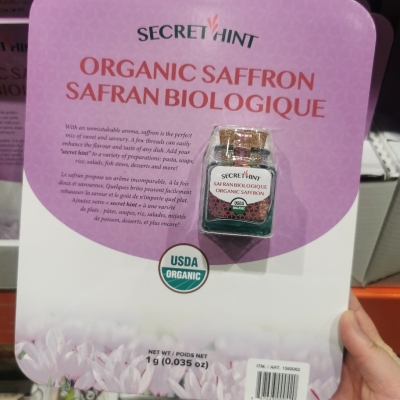 SECRET HINT
ORGANIC SAFFRON
SAFRAN BIOLOGIQUE
With an unmistakable aroma, saffron is the perfect
mix of sweet and savoury. A few threads can easily
enhance the flavour and taste of any dish. Add your
"secret hint" to a variety of preparations: pasta, soups,
rice, salads, fish stews, desserts and more!
Le safran propose un arôme incomparable, à la fois
doux et savoureux. Quelques brins peuvent facilement
rehausser la saveur et le goût de n'importe quel plat.
Ajoutez votre « secret hint » à une variété
de plats : pâtes, soupes, riz, salades, mijotés
de poisson, desserts, et plus encore!
SECRET HINT
SAFRAN BIOLOGIQUE
ORGANIC SAFFRON
USDA
ORGANIC
USDA
ORGANIC
NET WT / POIDS NET
1 g (0,035 oz)
ITM. / ART.